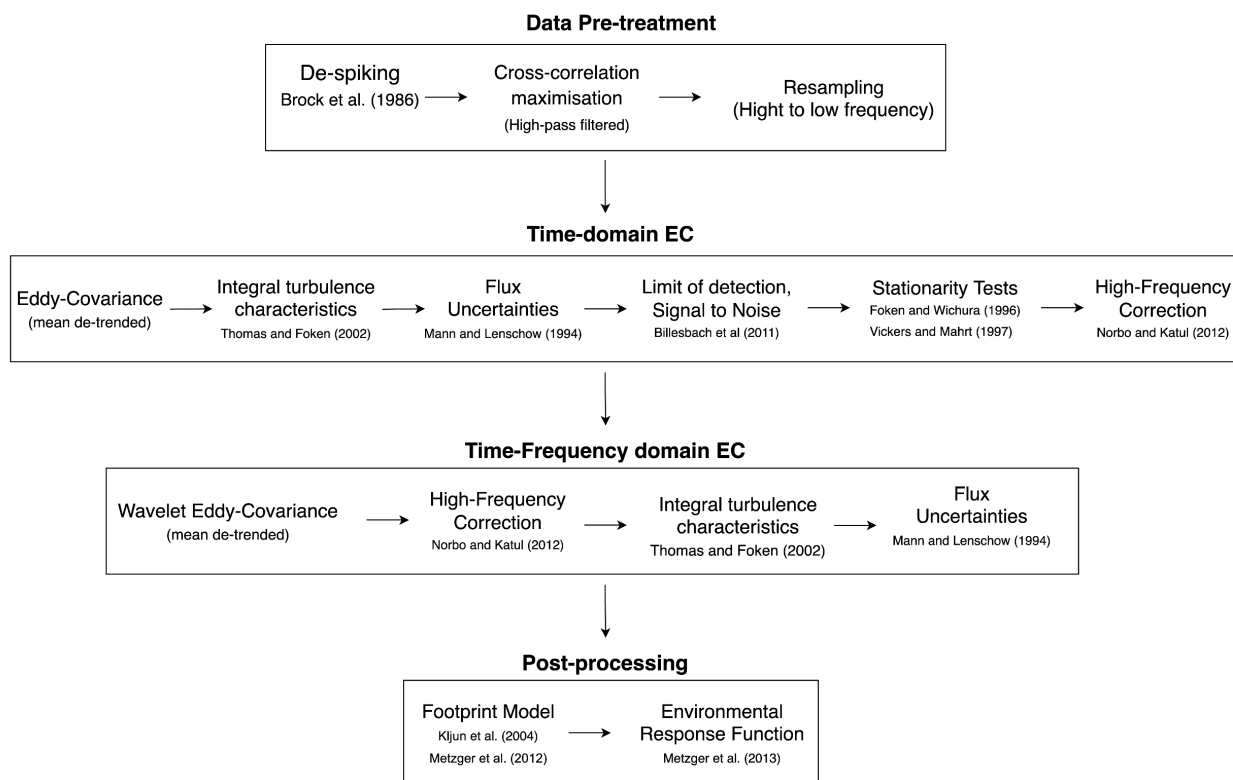 Data Pre-treatment
De-spiking
Brock et al. (1986)
Cross-correlation
maximisation
(High-pass filtered)
Resampling
(Hight to low frequency)
Time-domain EC
Eddy-Covariance
(mean de-trended)
Integral turbulence
characteristics
Thomas and Foken (2002)
Flux
Uncertainties
Mann and Lenschow (1994)
Limit of detection,
Signal to Noise
Billesbach et al (2011)
Stationarity Tests
Foken and Wichura (1996)
Vickers and Mahrt (1997)
High-Frequency
Correction
Norbo and Katul (2012)
Time-Frequency domain EC
Wavelet Eddy-Covariance
(mean de-trended)
High-Frequency
Correction
Norbo and Katul (2012)
Integral turbulence
characteristics
Thomas and Foken (2002)
Flux
Uncertainties
Mann and Lenschow (1994)
Post-processing
Footprint Model
Kljun et al. (2004)
Metzger et al. (2012)
Environmental
Response Function
Metzger et al. (2013)